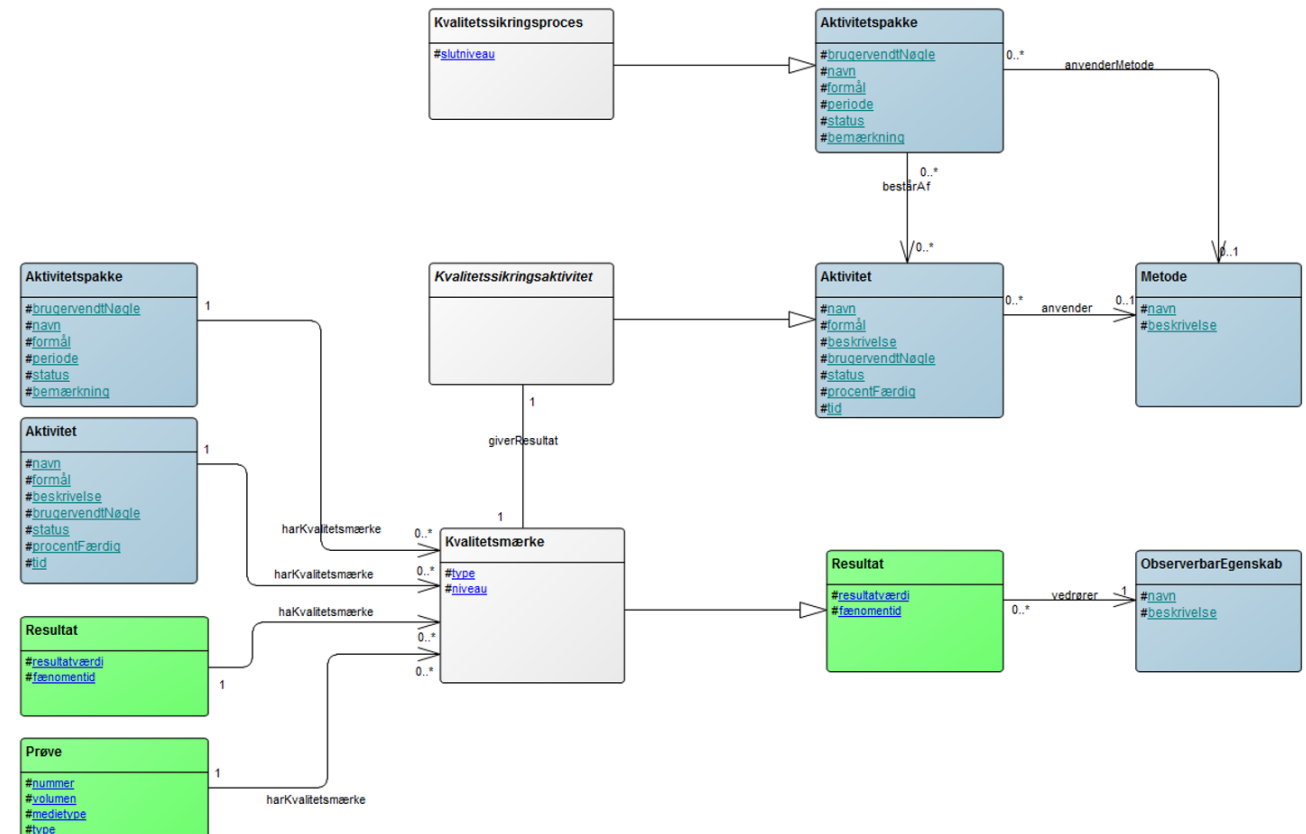 Kvalitetssikringsproces
#slutniveau
Aktivitetspakke
#brugervendtNøgle
#navn
#formål
#periode
#status
#bemærkning
0..*
anvenderMetode
0..*
bestårAf
0..*
0..1
Aktivitetspakke
#brugervendtNøgle
#navn
#formål
#periode
#status
#bemærkning
1
Kvalitetssikringsaktivitet
1
giverResultat
1
Aktivitet
#navn
#formål
#beskrivelse
#brugervendtNøgle
#status
#procentFærdig
#tid
0..*
anvender
0..1
Metode
#navn
#beskrivelse
Aktivitet
#navn
#formål
#beskrivelse
#brugervendtNøgle
#status
#procentFærdig
#tid
1
harKvalitetsmærke
0..*
harKvalitetsmærke
0..*
haKvalitetsmærke
0..*
0..*
Kvalitetsmærke
#type
#niveau
Resultat
#resultatværdi
#fænomentid
0..*
vedrører
1
ObserverbarEgenskab
#navn
#beskrivelse
Resultat
#resultatværdi
#fænomentid
1
Prøve
#nummer
#volumen
#medietype
#type
1
harKvalitetsmærke